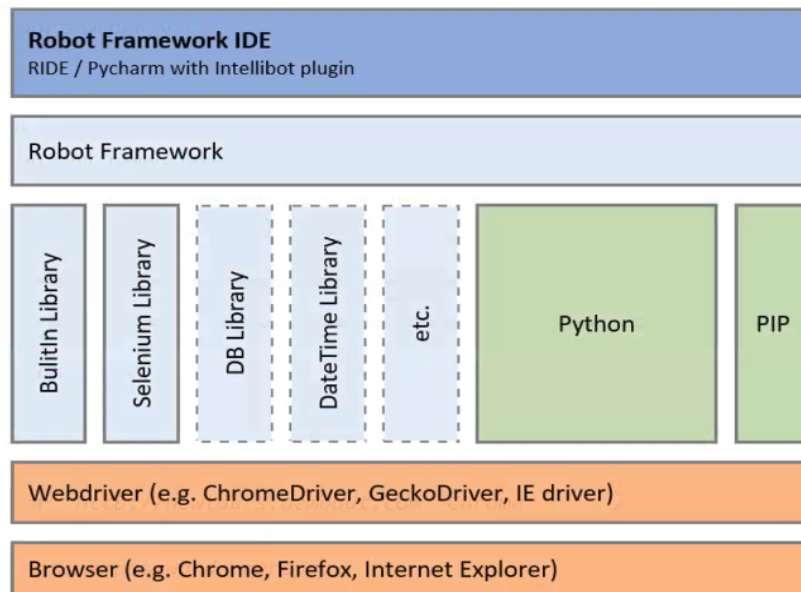 Robot Framework IDE
RIDE / Pycharm with Intellibot plugin
Robot Framework
BulitIn Library
Selenium Library
DB Library
DateTime Library
etc.
Python
PIP
Webdriver (e.g. ChromeDriver, GeckoDriver, IE driver)
Browser (e.g. Chrome, Firefox, Internet Explorer)